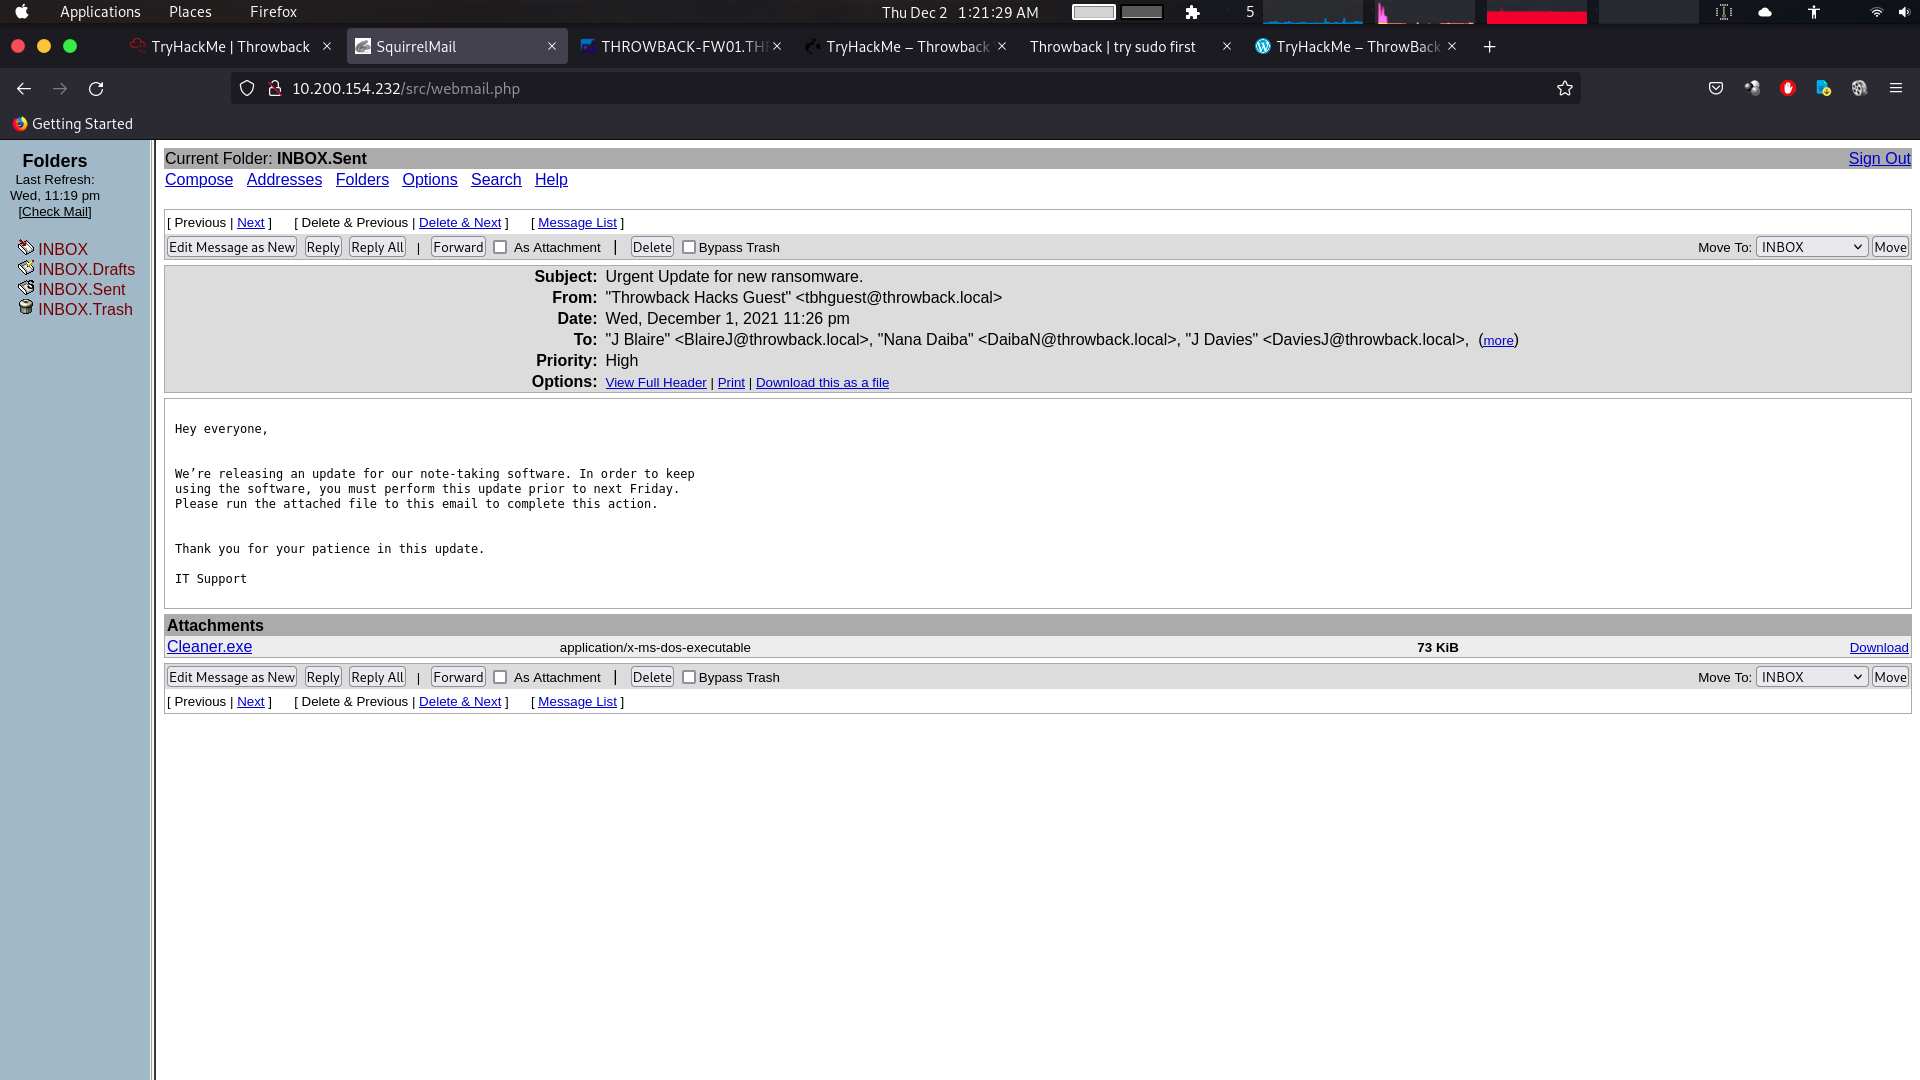 Applications Places Firefox Thu Dec 2 1:21:29 AM 5
TryHackMe | Throwback × SquirrelMail × THROWBACK-FW01.TH × TryHackMe – Throwback × Throwback | try sudo first × TryHackMe – ThrowBack × +
10.200.154.232/src/webmail.php
Getting Started
Folders
Last Refresh:
Wed, 11:19 pm
[Check Mail]
INBOX
INBOX.Drafts
INBOX.Sent
INBOX.Trash
Current Folder: INBOX.Sent Sign Out
Compose Addresses Folders Options Search Help
[ Previous | Next ] [ Delete & Previous | Delete & Next ] [ Message List ]
Edit Message as New Reply Reply All | Forward As Attachment | Delete Bypass Trash Move To: INBOX Move
Subject: Urgent Update for new ransomware.
From: "Throwback Hacks Guest" <tbhguest@throwback.local>
Date: Wed, December 1, 2021 11:26 pm
To: "J Blaire" <BlaireJ@throwback.local>, "Nana Daiba" <DaibaN@throwback.local>, "J Davies" <DaviesJ@throwback.local>, (more)
Priority: High
Options: View Full Header | Print | Download this as a file
Hey everyone,
We’re releasing an update for our note-taking software. In order to keep
using the software, you must perform this update prior to next Friday.
Please run the attached file to this email to complete this action.
Thank you for your patience in this update.
IT Support
Attachments
Cleaner.exe application/x-ms-dos-executable 73 KiB Download
Edit Message as New Reply Reply All | Forward As Attachment | Delete Bypass Trash Move To: INBOX Move
[ Previous | Next ] [ Delete & Previous | Delete & Next ] [ Message List ]